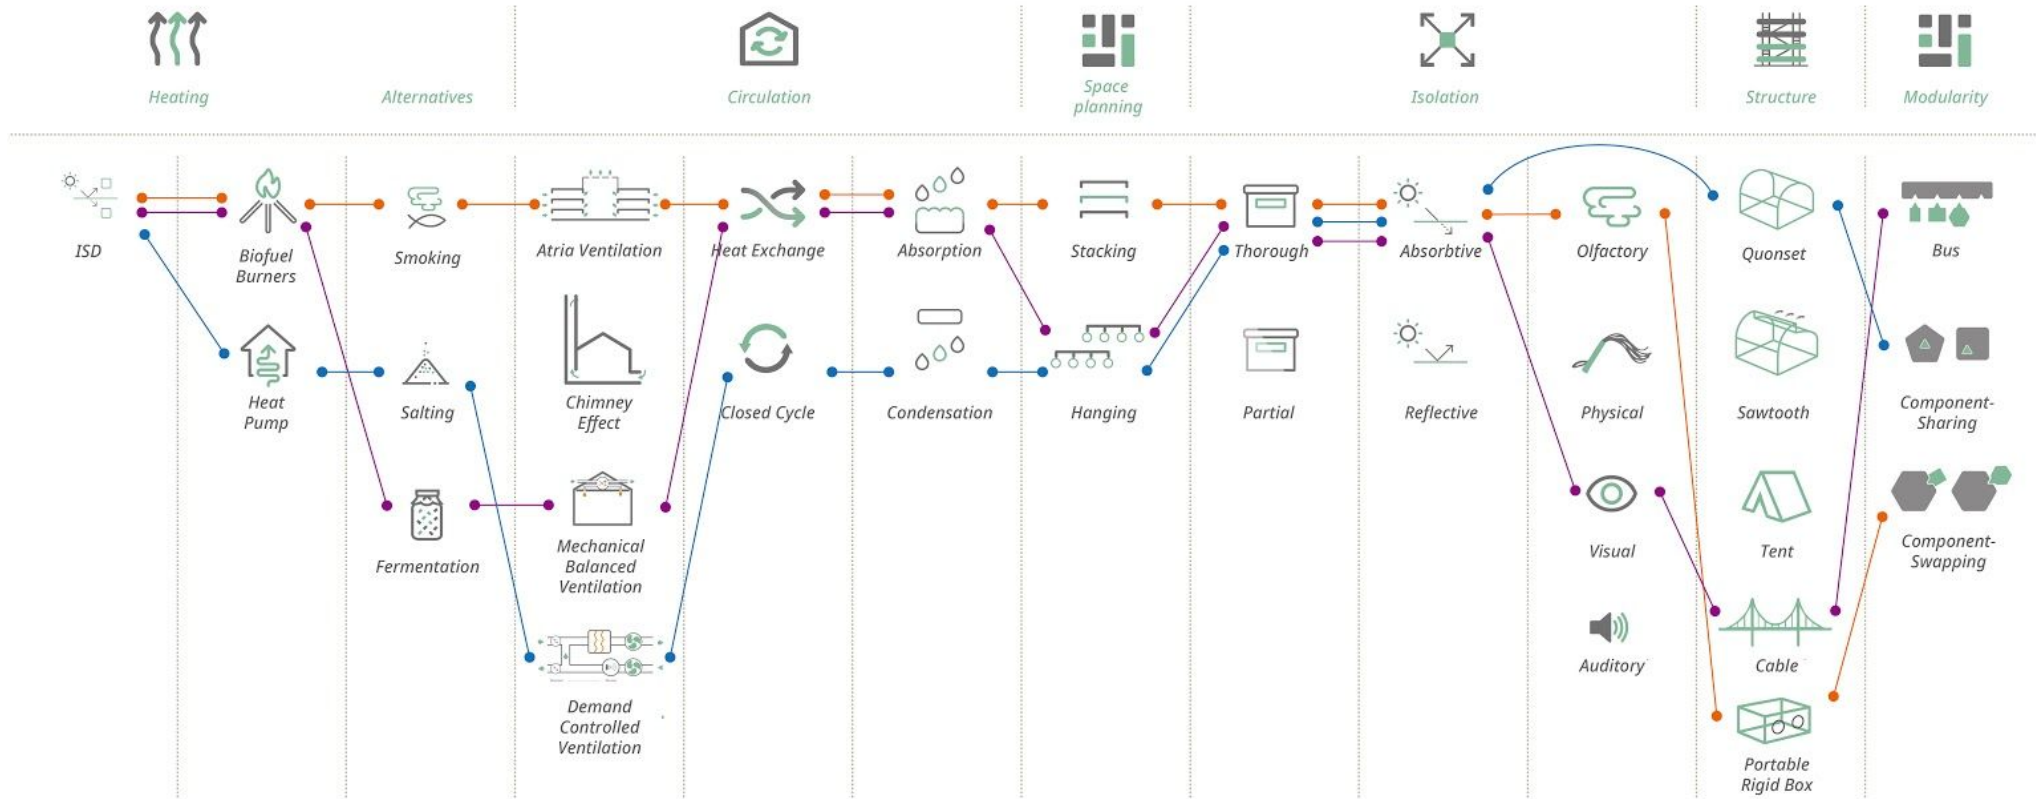 Heating
Alternatives
Circulation
Space
planning
Isolation
Structure
Modularity
ISD
Biofuel
Burners
Smoking
Atria Ventilation
Heat Exchange
Absorption
Stacking
Thorough
Absorbtive
Olfactory
Quonset
Bus
Heat
Pump
Salting
Chimney
Effect
Closed Cycle
Condensation
Hanging
Partial
Reflective
Physical
Sawtooth
Component-
Sharing
Fermentation
Mechanical
Balanced
Ventilation
Visual
Tent
Component-
Swapping
Demand
Controlled
Ventilation
Auditory
Cable
Portable
Rigid Box